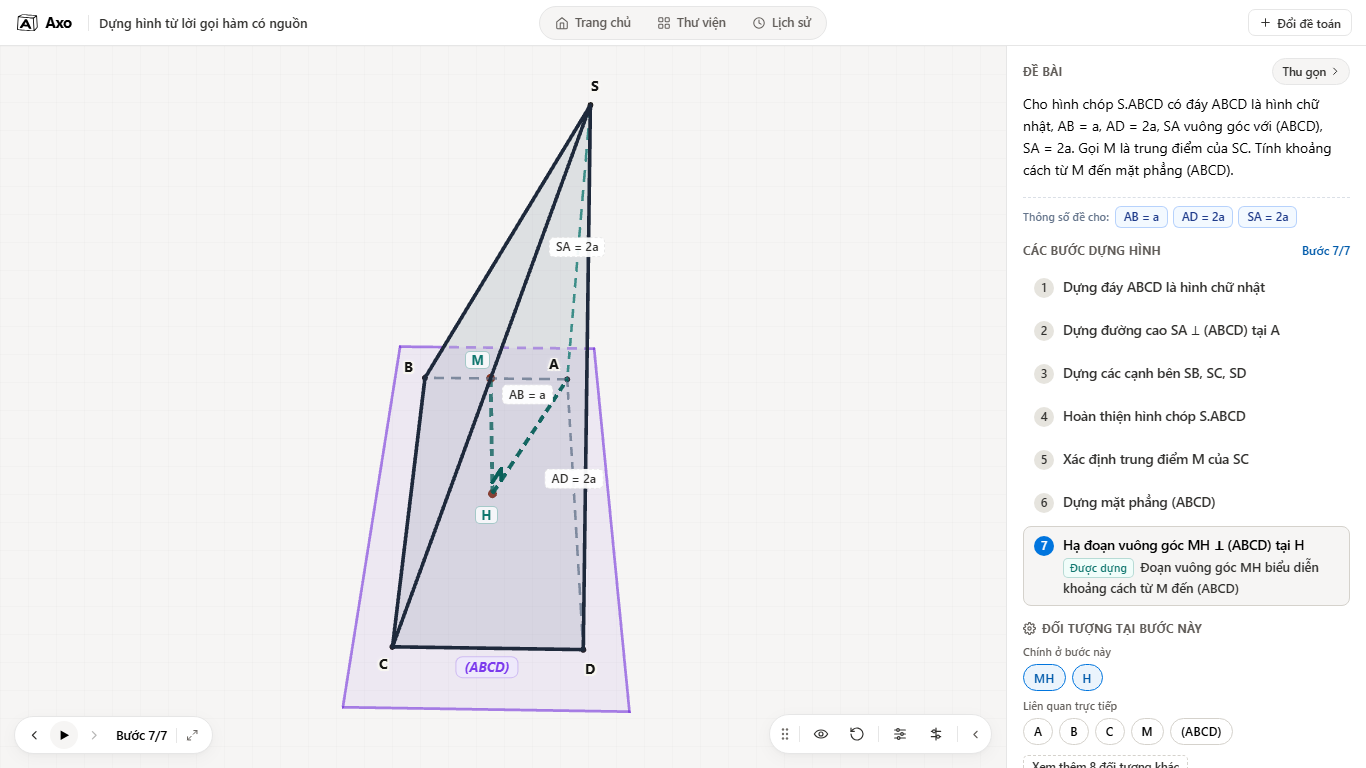 Axo
Dựng hình từ lời gọi hàm có nguồn
Trang chủ
Thư viện
Lịch sử
Đổi đề toán
S
SA = 2a
B
M
A
AB = a
AD = 2a
H
C
(ABCD)
D
Bước 7/7
ĐỀ BÀI
Thu gọn
Cho hình chóp S.ABCD có đáy ABCD là hình chữ
nhật, AB = a, AD = 2a, SA vuông góc với (ABCD),
SA = 2a. Gọi M là trung điểm của SC. Tính khoảng
cách từ M đến mặt phẳng (ABCD).
Thông số đề cho: AB = a AD = 2a SA = 2a
CÁC BƯỚC DỰNG HÌNH Bước 7/7
1 Dựng đáy ABCD là hình chữ nhật
2 Dựng đường cao SA ⊥ (ABCD) tại A
3 Dựng các cạnh bên SB, SC, SD
4 Hoàn thiện hình chóp S.ABCD
5 Xác định trung điểm M của SC
6 Dựng mặt phẳng (ABCD)
7 Hạ đoạn vuông góc MH ⊥ (ABCD) tại H
Được dựng Đoạn vuông góc MH biểu diễn
khoảng cách từ M đến (ABCD)
ĐỐI TƯỢNG TẠI BƯỚC NÀY
Chính ở bước này
MH H
Liên quan trực tiếp
A B C M (ABCD)
Xem thêm 8 đối tượng khác